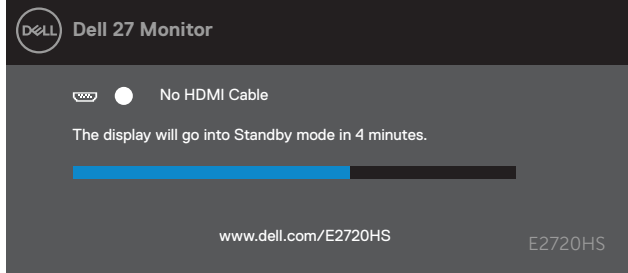 DELL Dell 27 Monitor
No HDMI Cable
The display will go into Standby mode in 4 minutes.
www.dell.com/E2720HS
E2720HS